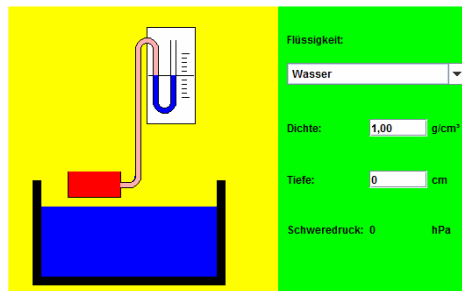 Flüssigkeit:
Wasser
Dichte: 1,00 g/cm³
Tiefe: 0 cm
Schweredruck: 0 hPa